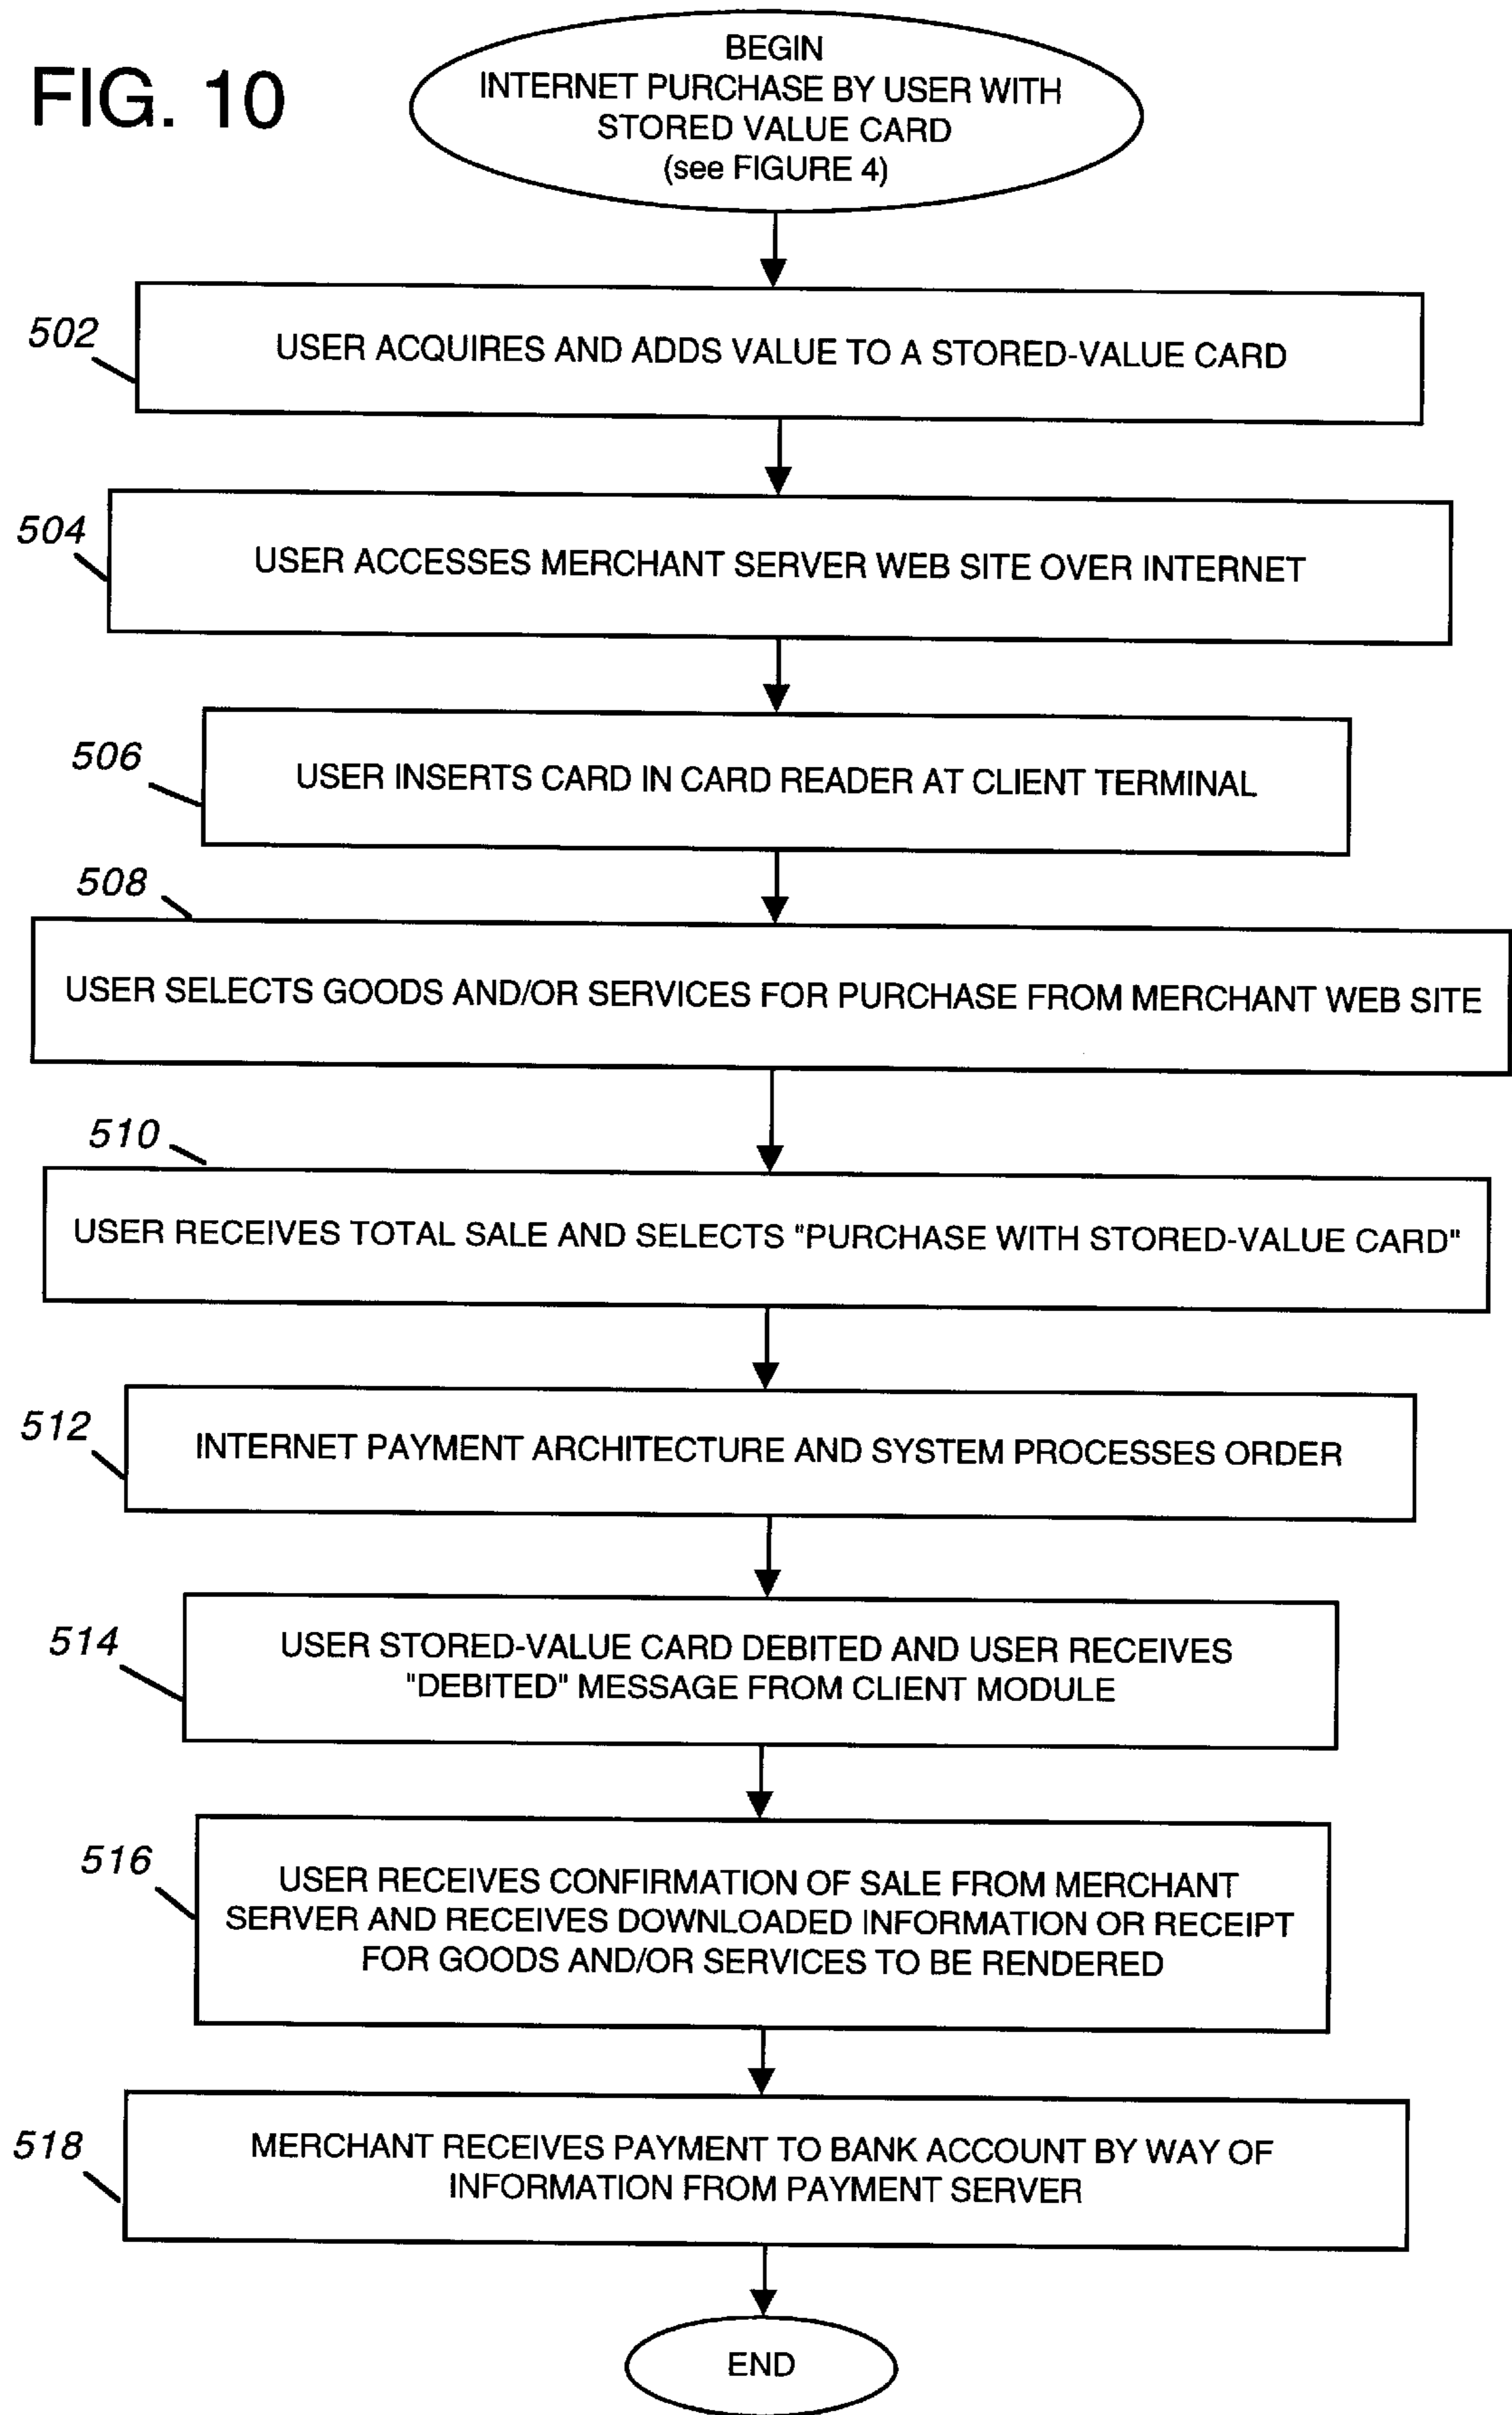 FIG. 10
BEGIN
INTERNET PURCHASE BY USER WITH
STORED VALUE CARD
(see FIGURE 4)
502
USER ACQUIRES AND ADDS VALUE TO A STORED-VALUE CARD
504
USER ACCESSES MERCHANT SERVER WEB SITE OVER INTERNET
506
USER INSERTS CARD IN CARD READER AT CLIENT TERMINAL
508
USER SELECTS GOODS AND/OR SERVICES FOR PURCHASE FROM MERCHANT WEB SITE
510
USER RECEIVES TOTAL SALE AND SELECTS "PURCHASE WITH STORED-VALUE CARD"
512
INTERNET PAYMENT ARCHITECTURE AND SYSTEM PROCESSES ORDER
514
USER STORED-VALUE CARD DEBITED AND USER RECEIVES
"DEBITED" MESSAGE FROM CLIENT MODULE
516
USER RECEIVES CONFIRMATION OF SALE FROM MERCHANT
SERVER AND RECEIVES DOWNLOADED INFORMATION OR RECEIPT
FOR GOODS AND/OR SERVICES TO BE RENDERED
518
MERCHANT RECEIVES PAYMENT TO BANK ACCOUNT BY WAY OF
INFORMATION FROM PAYMENT SERVER
END